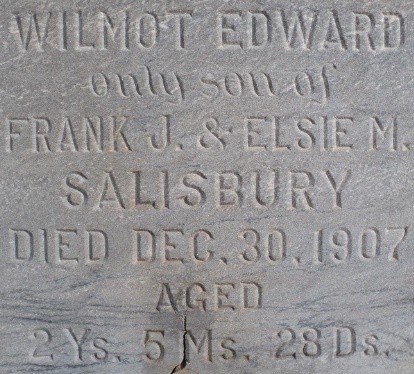 WILMOT EDWARD
only son of
FRANK J. & ELSIE M.
SALISBURY
DIED DEC. 30. 1907
AGED
2 Ys. 5 Ms. 28 Ds.